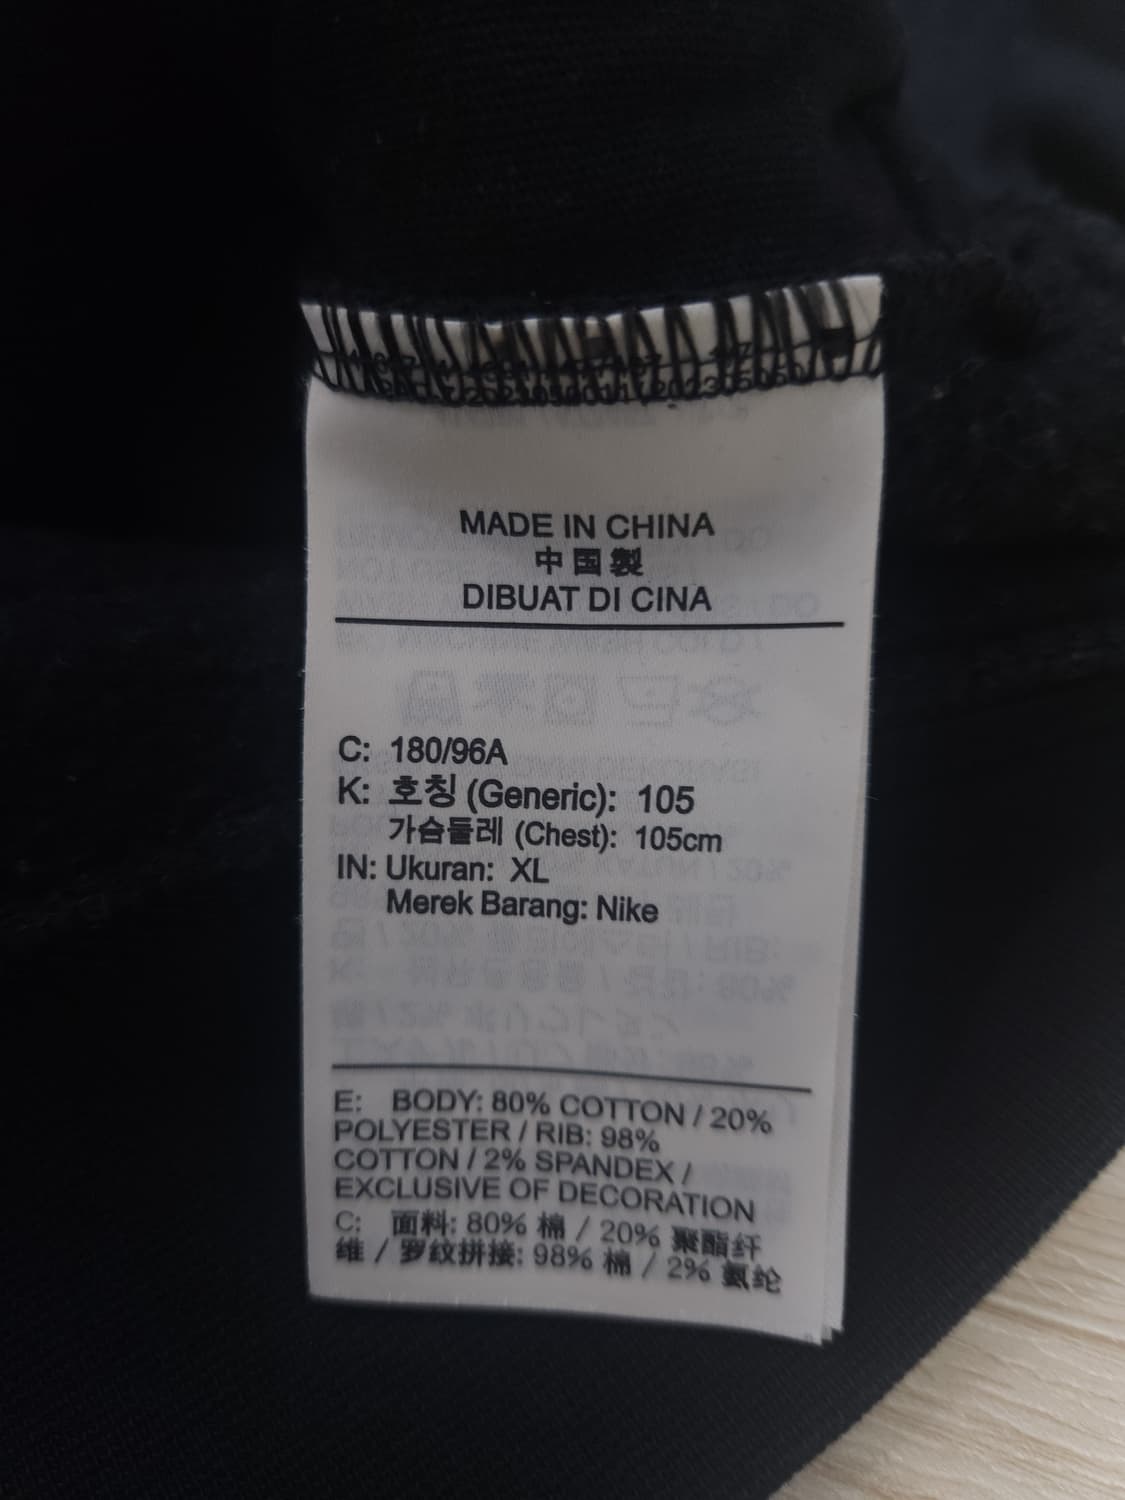 MADE IN CHINA
中国製
DIBUAT DI CINA
C: 180/96A
K: 호칭 (Generic): 105
가슴둘레 (Chest): 105cm
IN: Ukuran: XL
Merek Barang: Nike
E: BODY: 80% COTTON / 20%
POLYESTER / RIB: 98%
COTTON / 2% SPANDEX /
EXCLUSIVE OF DECORATION
C: 面料: 80% 棉 / 20% 聚酯纤
维 / 罗纹拼接: 98% 棉 / 2% 氨纶